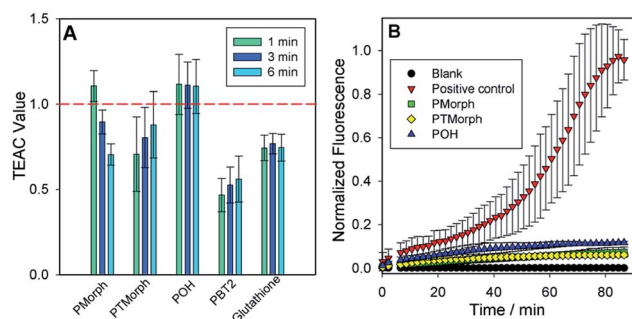 A
1 min
3 min
6 min
TEAC Value
1.5
1.0
0.5
0.0
PMorph
PTMorph
POH
PBT2
Glutathione
B
Blank
Positive control
PMorph
PTMorph
POH
Normalized Fluorescence
1.0
0.8
0.6
0.4
0.2
0.0
0
20
40
60
80
Time / min